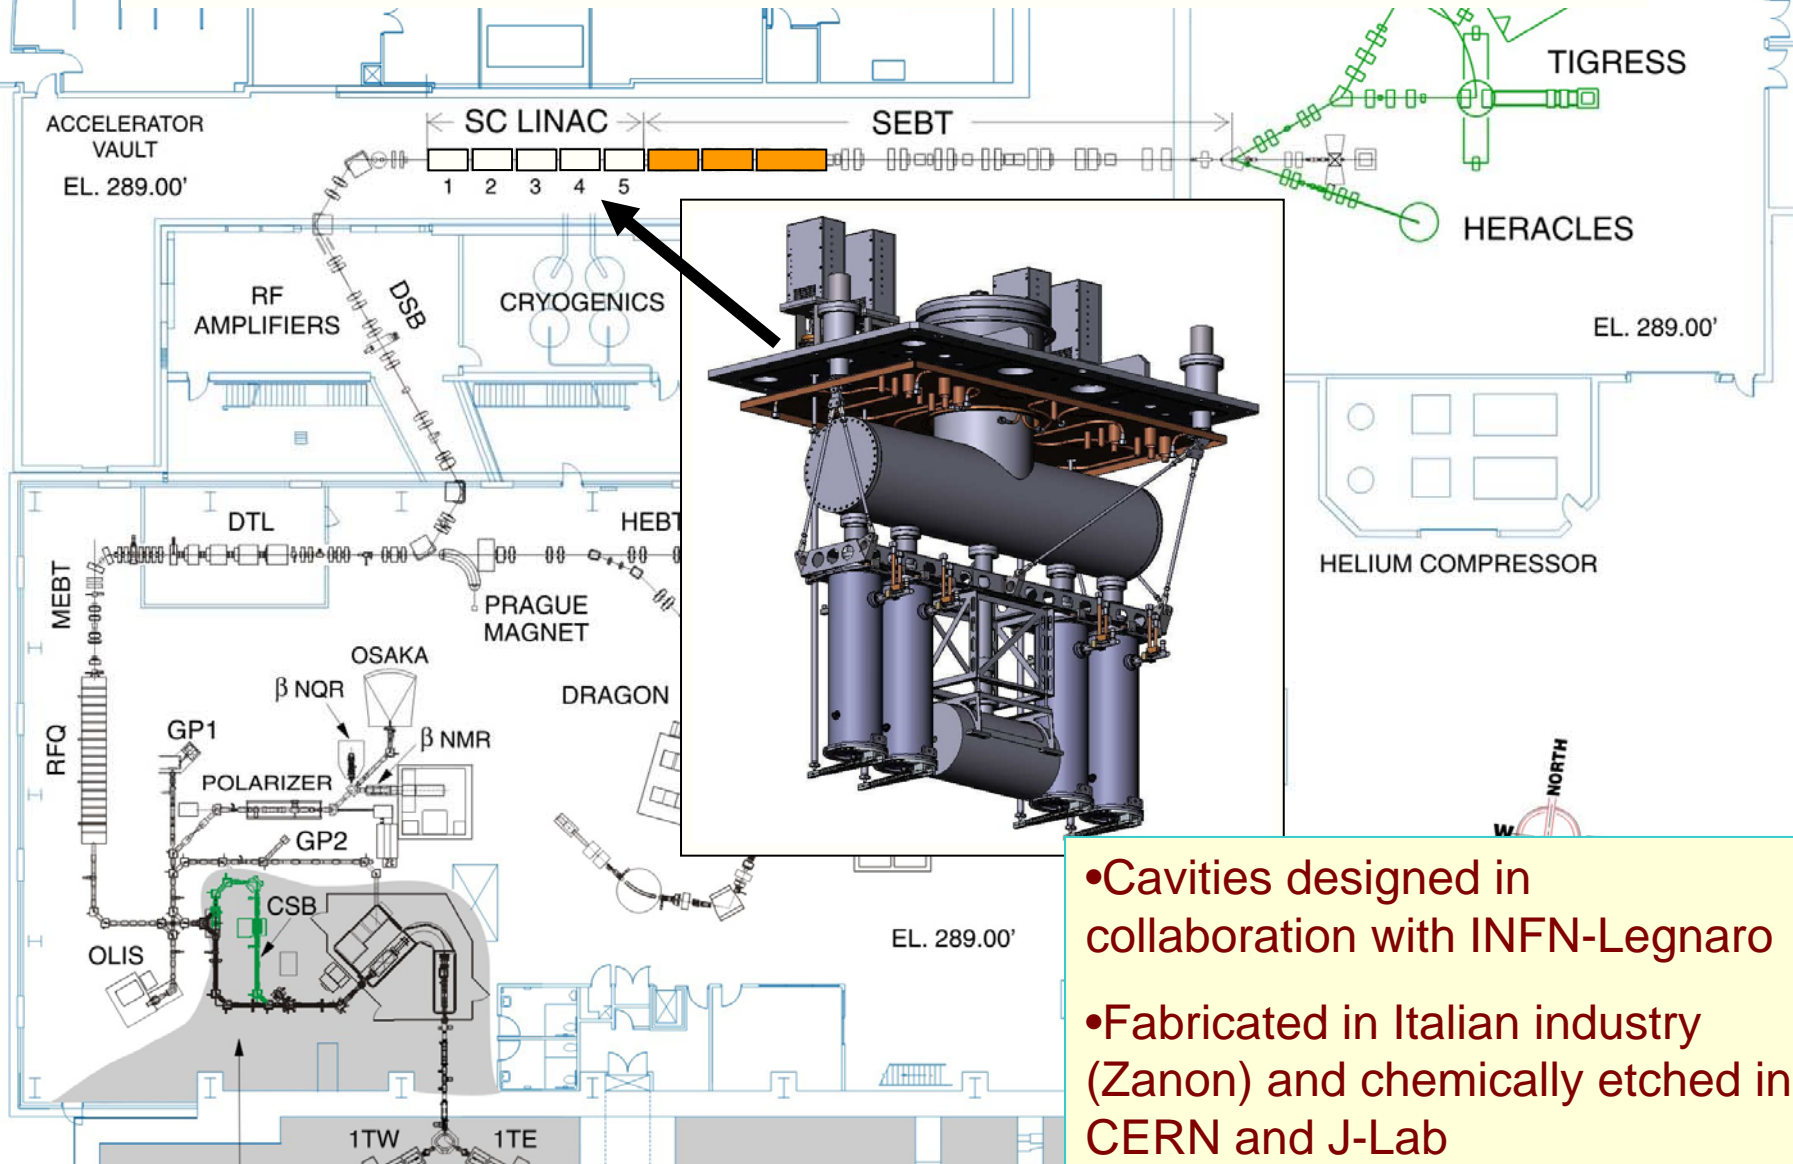 TIGRESS
ACCELERATOR
VAULT
EL. 289.00'
SC LINAC
SEBT
1 2 3 4 5
HERACLES
RF
AMPLIFIERS
DSB
CRYOGENICS
EL. 289.00'
DTL
HEBT
HELIUM COMPRESSOR
MEBT
PRAGUE
MAGNET
OSAKA
β NQR
DRAGON
RFQ
GP1
β NMR
POLARIZER
NORTH
W
GP2
CSB
OLIS
EL. 289.00'
•Cavities designed in
collaboration with INFN-Legnaro
•Fabricated in Italian industry
(Zanon) and chemically etched in
CERN and J-Lab
1TW
1TE